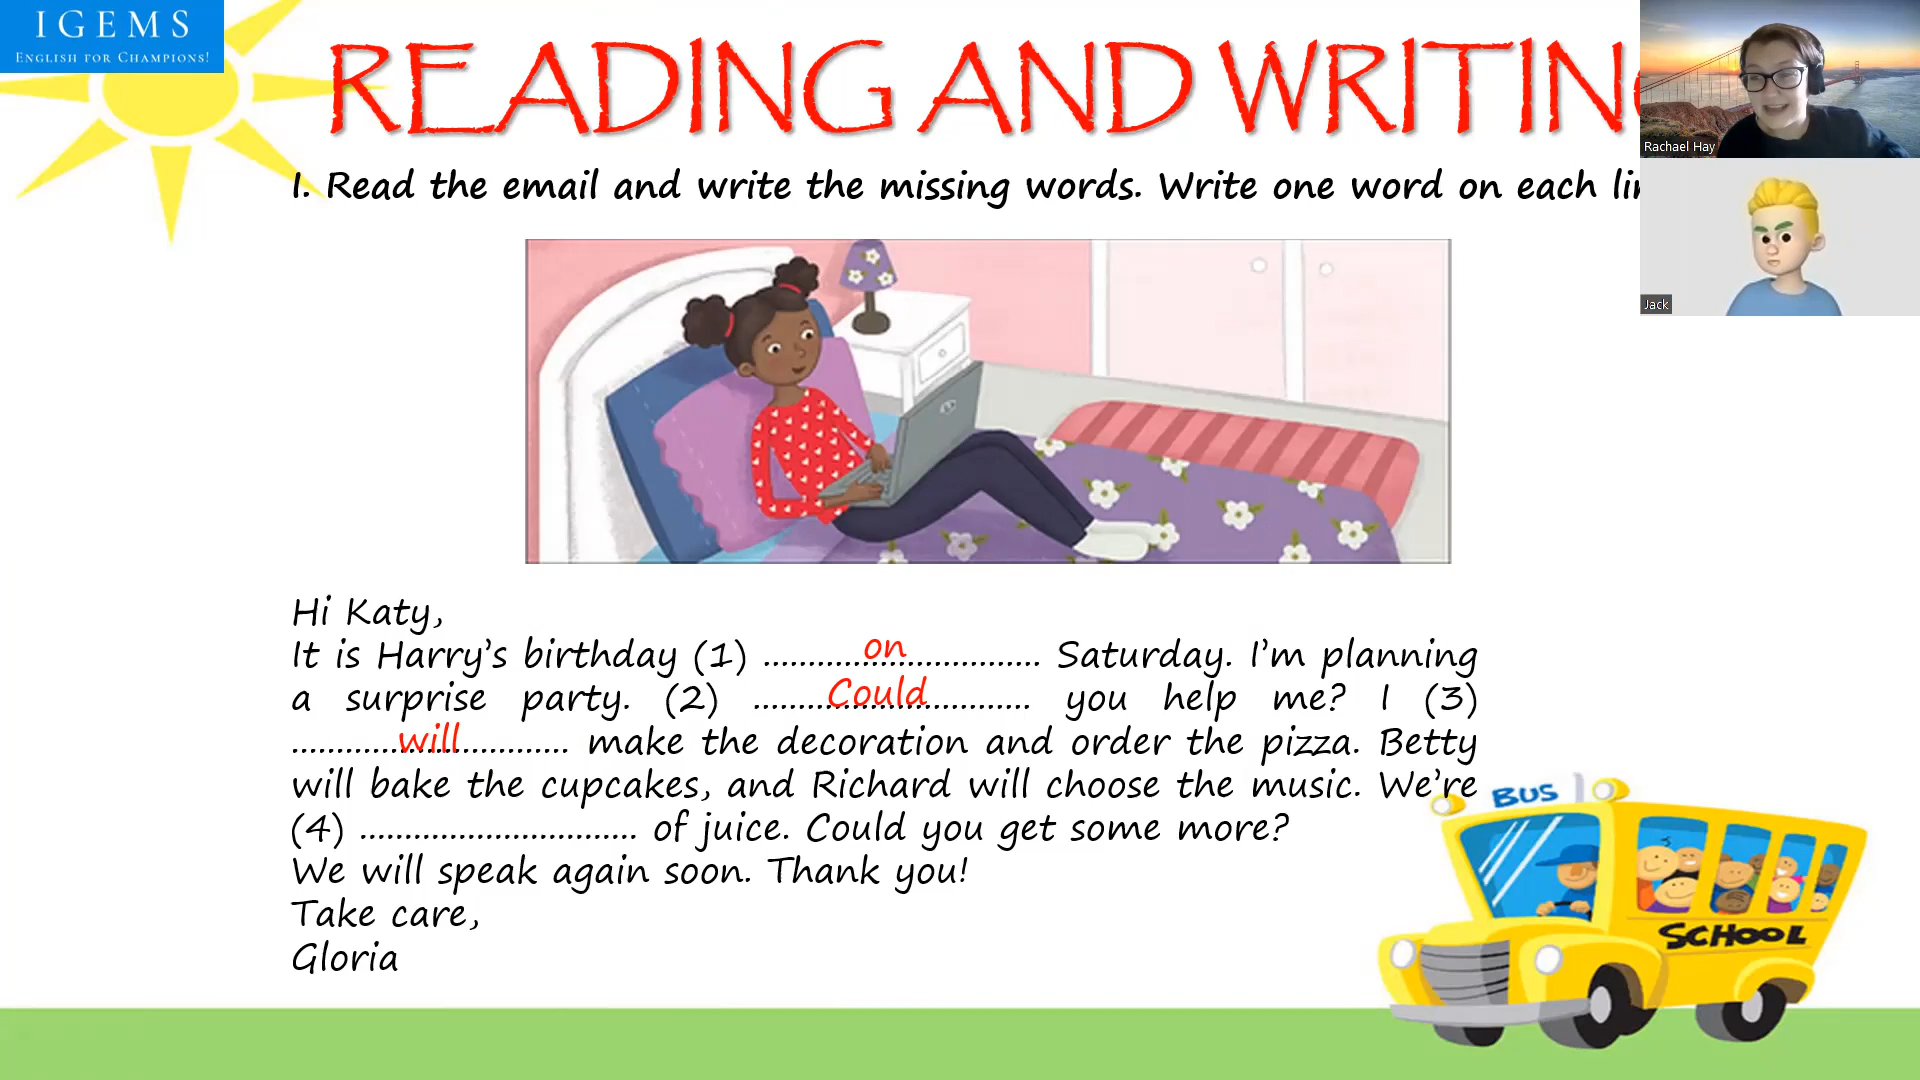 IGEMS
ENGLISH FOR CHAMPIONS!
READING AND WRITIN
I. Read the email and write the missing words. Write one word on each
Rachael Hay
Jack
Hi Katy,
It is Harry's birthday (1) ............................... Saturday. I'm planning
on
a surprise party. (2) ............................... you help me? I (3)
Could
............................... make the decoration and order the pizza. Betty
will
will bake the cupcakes, and Richard will choose the music. We're
(4) ............................... of juice. Could you get some more?
We will speak again soon. Thank you!
Take care,
Gloria
BUS
SCHOOL